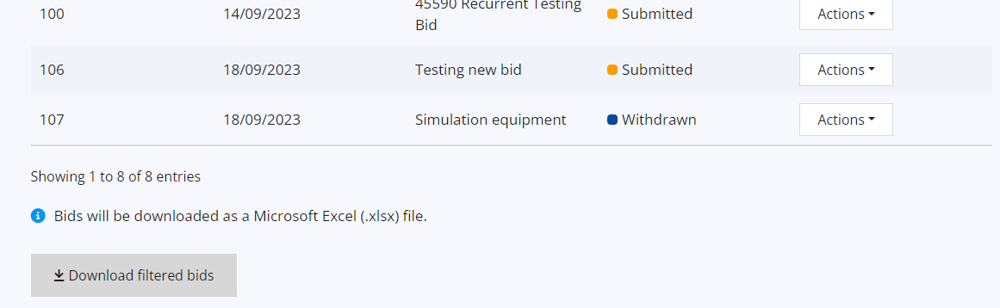 45590 Recurrent Testing
100 14/09/2023 Bid Submitted Actions
106 18/09/2023 Testing new bid Submitted Actions
107 18/09/2023 Simulation equipment Withdrawn Actions
Showing 1 to 8 of 8 entries
Bids will be downloaded as a Microsoft Excel (.xlsx) file.
Download filtered bids